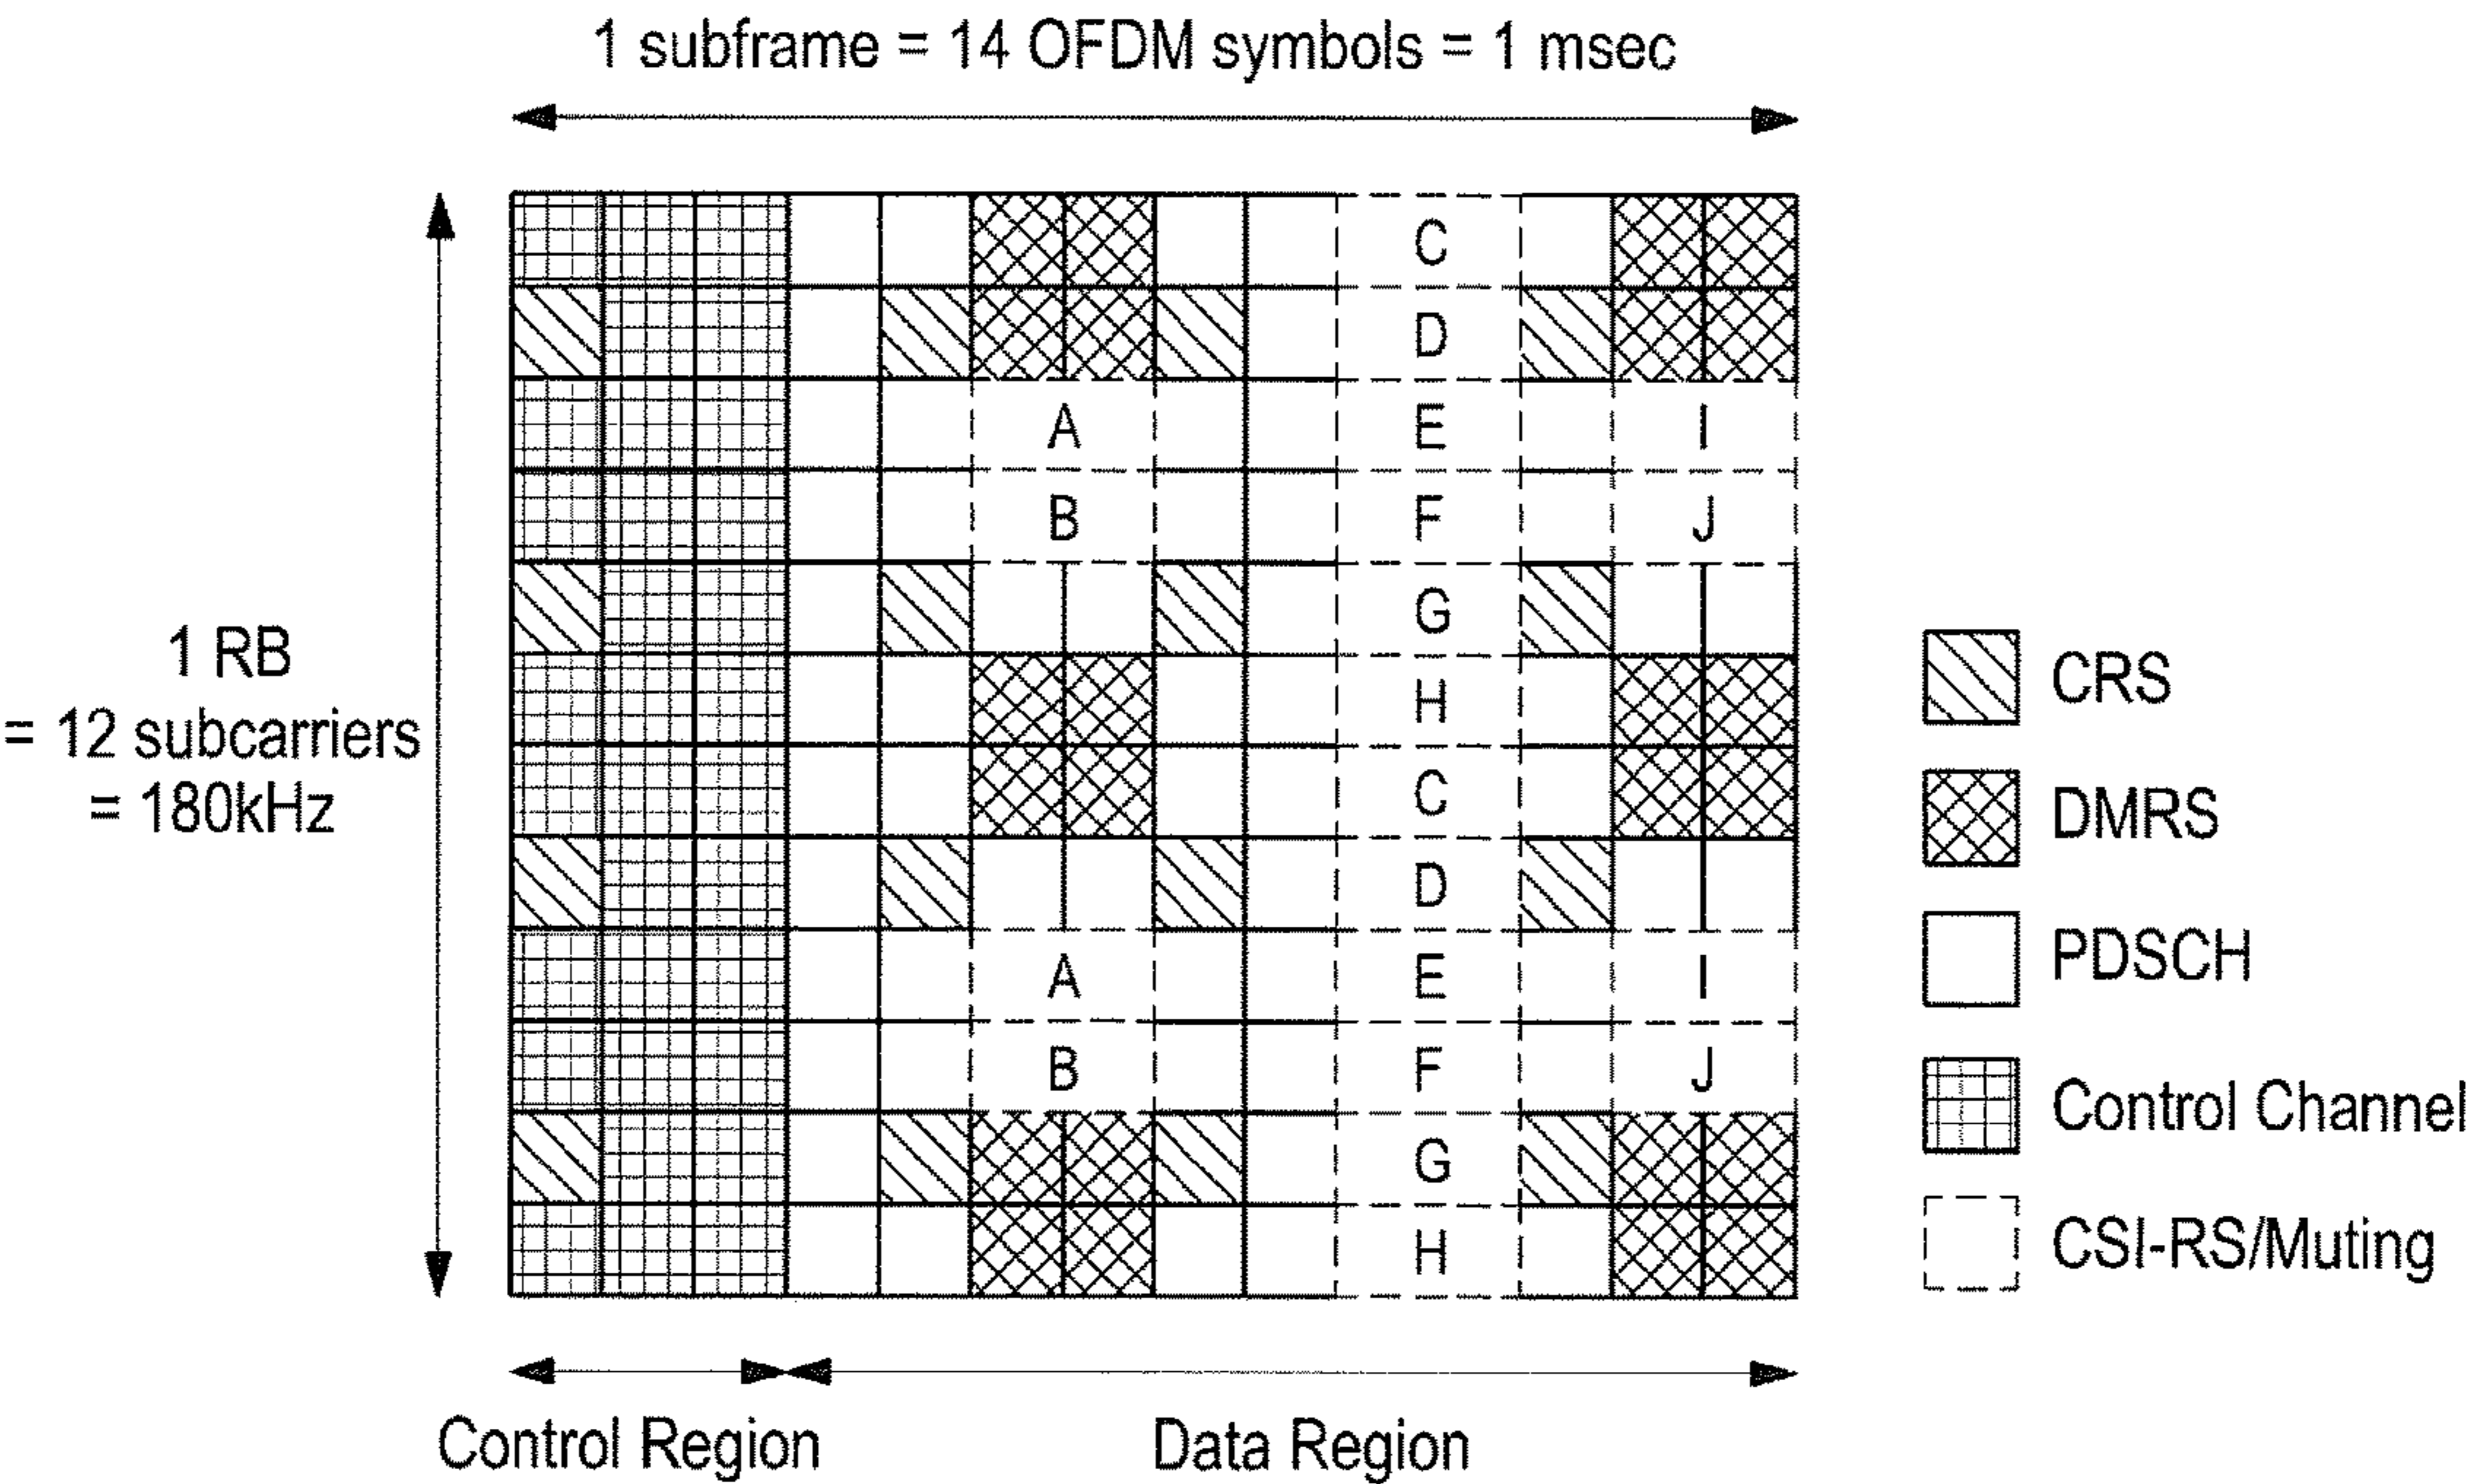 1 subframe = 14 OFDM symbols = 1 msec
C
D
A E I
B F J
G
H
C
D
A E I
B F J
G
H
1 RB
= 12 subcarriers
= 180kHz
CRS
DMRS
PDSCH
Control Channel
CSI-RS/Muting
Control Region Data Region